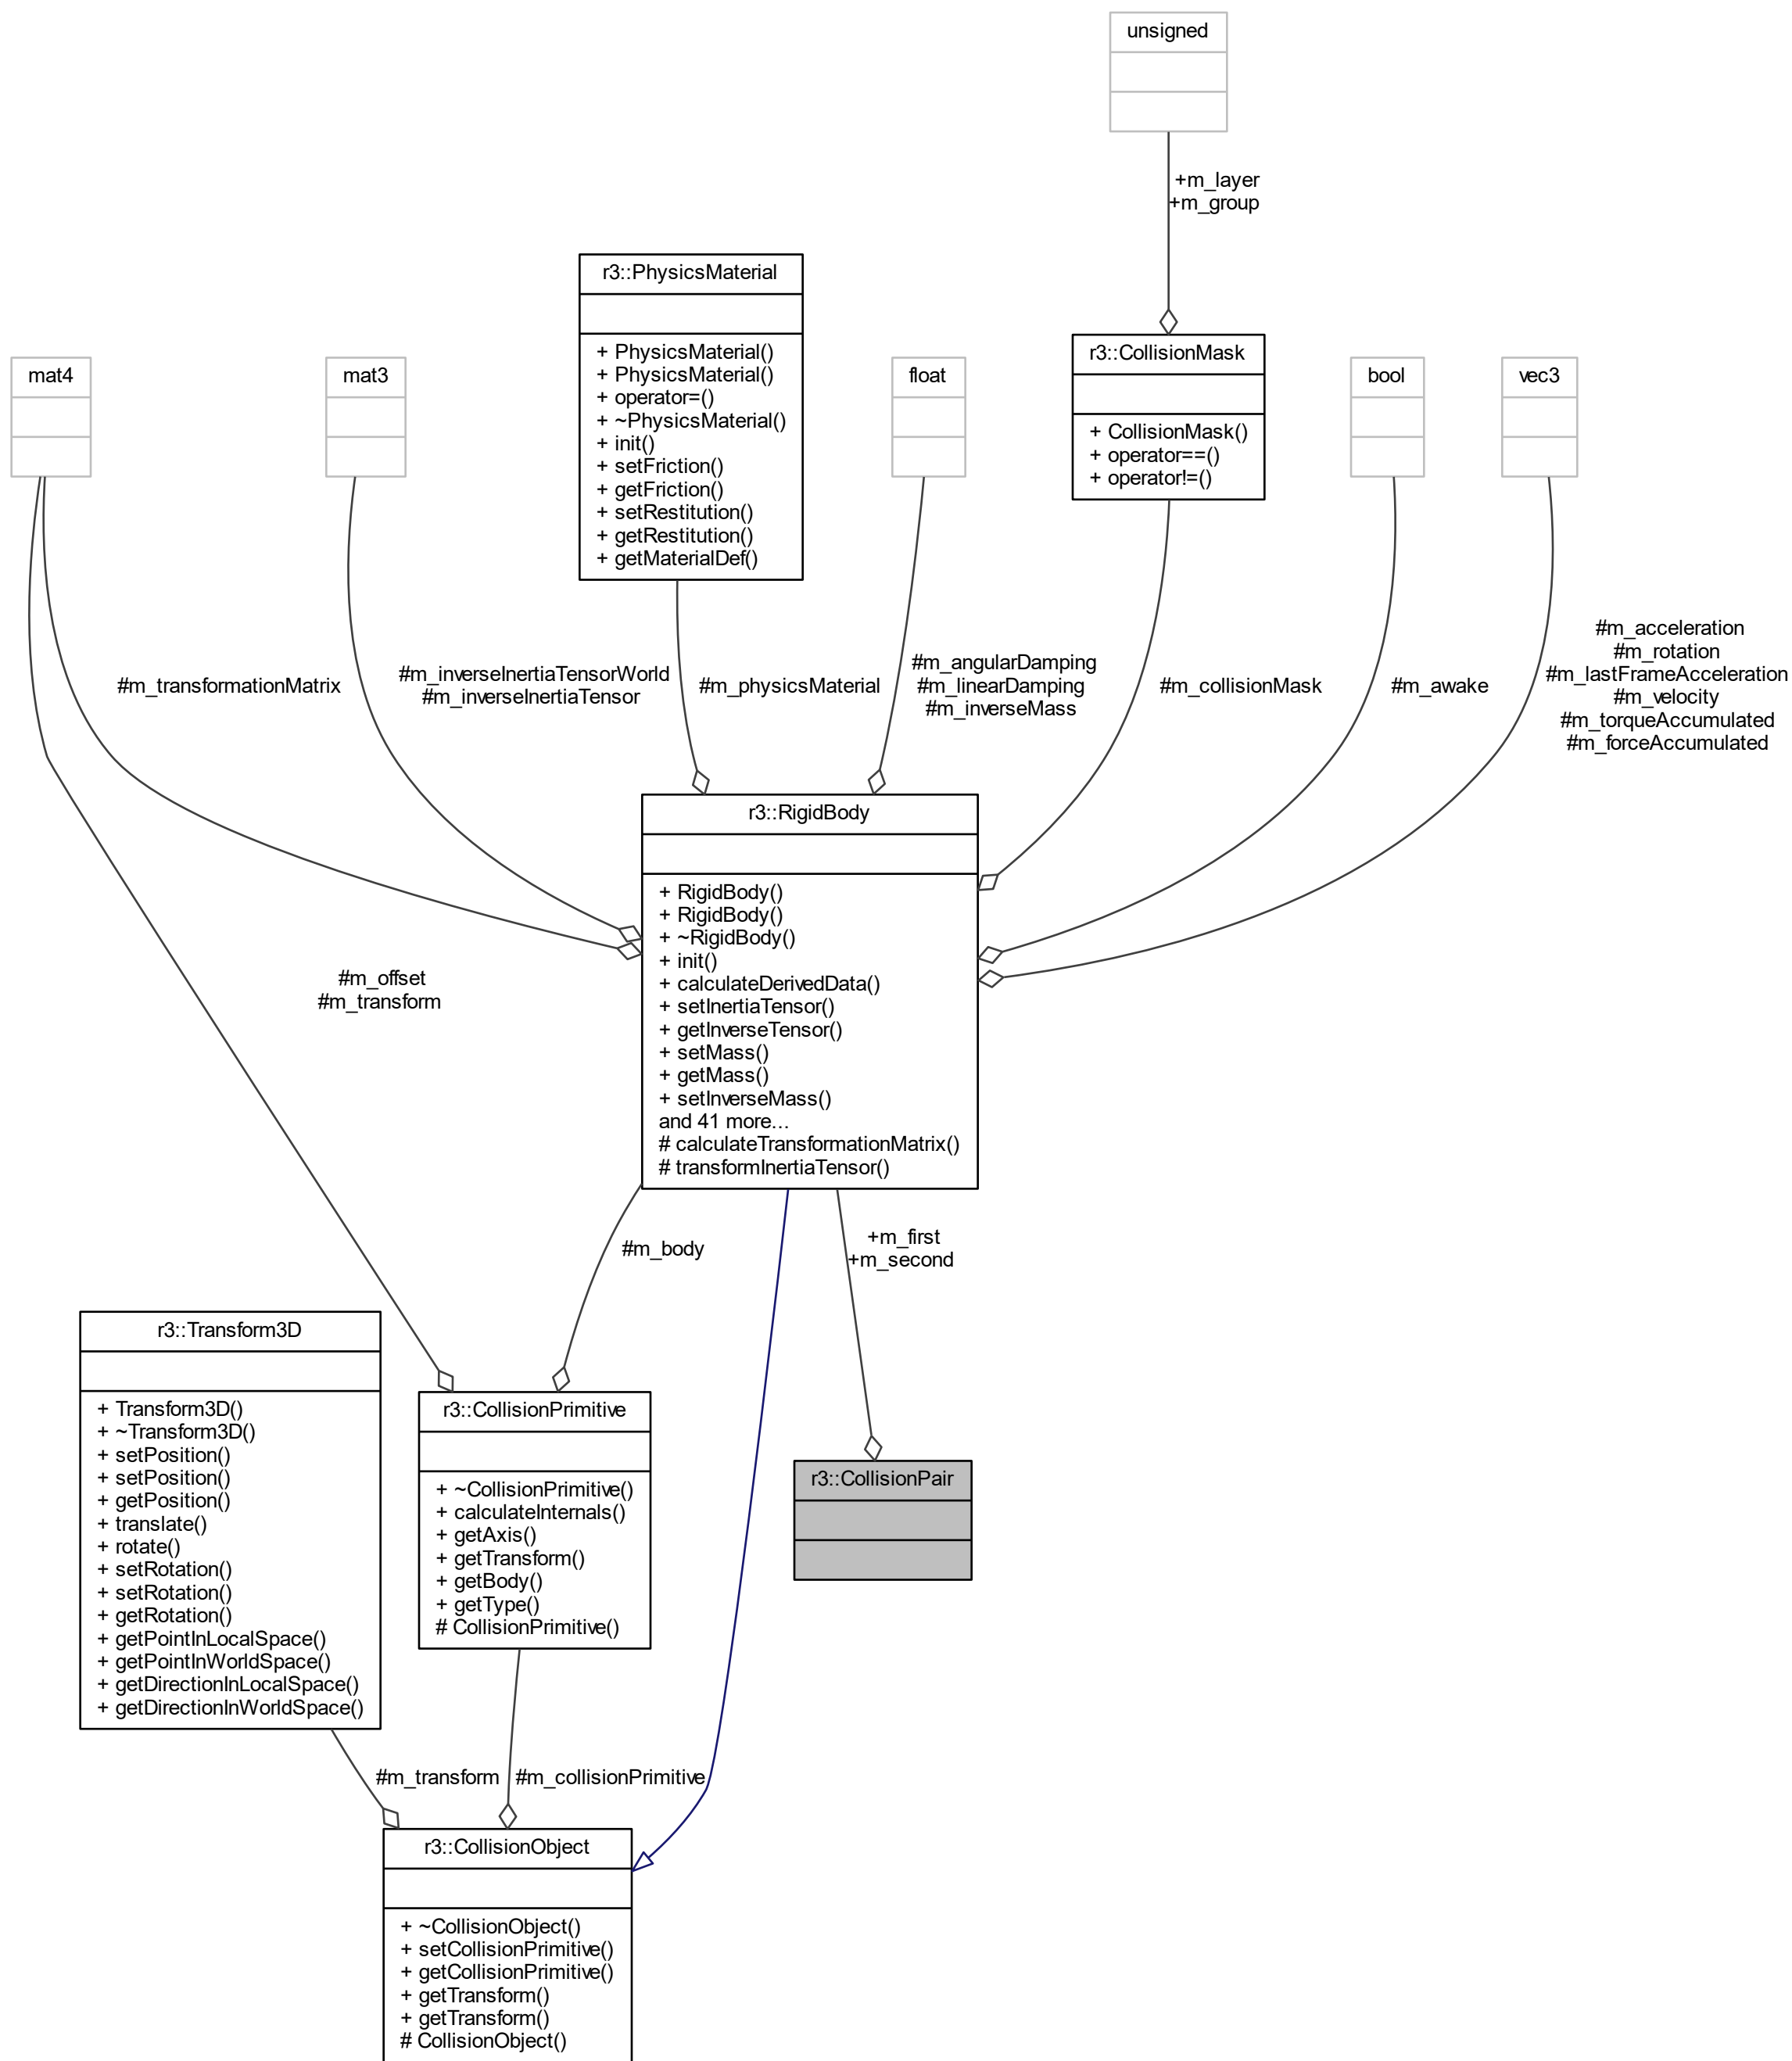 unsigned
+m_layer
+m_group
r3::PhysicsMaterial
+ PhysicsMaterial()
+ PhysicsMaterial()
+ operator=()
+ ~PhysicsMaterial()
+ init()
+ setFriction()
+ getFriction()
+ setRestitution()
+ getRestitution()
+ getMaterialDef()
r3::CollisionMask
+ CollisionMask()
+ operator==()
+ operator!=()
mat4
mat3
float
bool
vec3
#m_transformationMatrix
#m_inverseInertiaTensorWorld
#m_inverseInertiaTensor
#m_physicsMaterial
#m_angularDamping
#m_linearDamping
#m_inverseMass
#m_collisionMask
#m_awake
#m_acceleration
#m_rotation
#m_lastFrameAcceleration
#m_velocity
#m_torqueAccumulated
#m_forceAccumulated
r3::RigidBody
+ RigidBody()
+ RigidBody()
+ ~RigidBody()
+ init()
+ calculateDerivedData()
+ setInertiaTensor()
+ getInverseTensor()
+ setMass()
+ getMass()
+ setInverseMass()
and 41 more...
# calculateTransformationMatrix()
# transformInertiaTensor()
#m_offset
#m_transform
#m_body
+m_first
+m_second
r3::Transform3D
+ Transform3D()
+ ~Transform3D()
+ setPosition()
+ setPosition()
+ getPosition()
+ translate()
+ rotate()
+ setRotation()
+ setRotation()
+ getRotation()
+ getPointInLocalSpace()
+ getPointInWorldSpace()
+ getDirectionInLocalSpace()
+ getDirectionInWorldSpace()
r3::CollisionPrimitive
+ ~CollisionPrimitive()
+ calculateInternals()
+ getAxis()
+ getTransform()
+ getBody()
+ getType()
# CollisionPrimitive()
r3::CollisionPair
#m_transform
#m_collisionPrimitive
r3::CollisionObject
+ ~CollisionObject()
+ setCollisionPrimitive()
+ getCollisionPrimitive()
+ getTransform()
+ getTransform()
# CollisionObject()